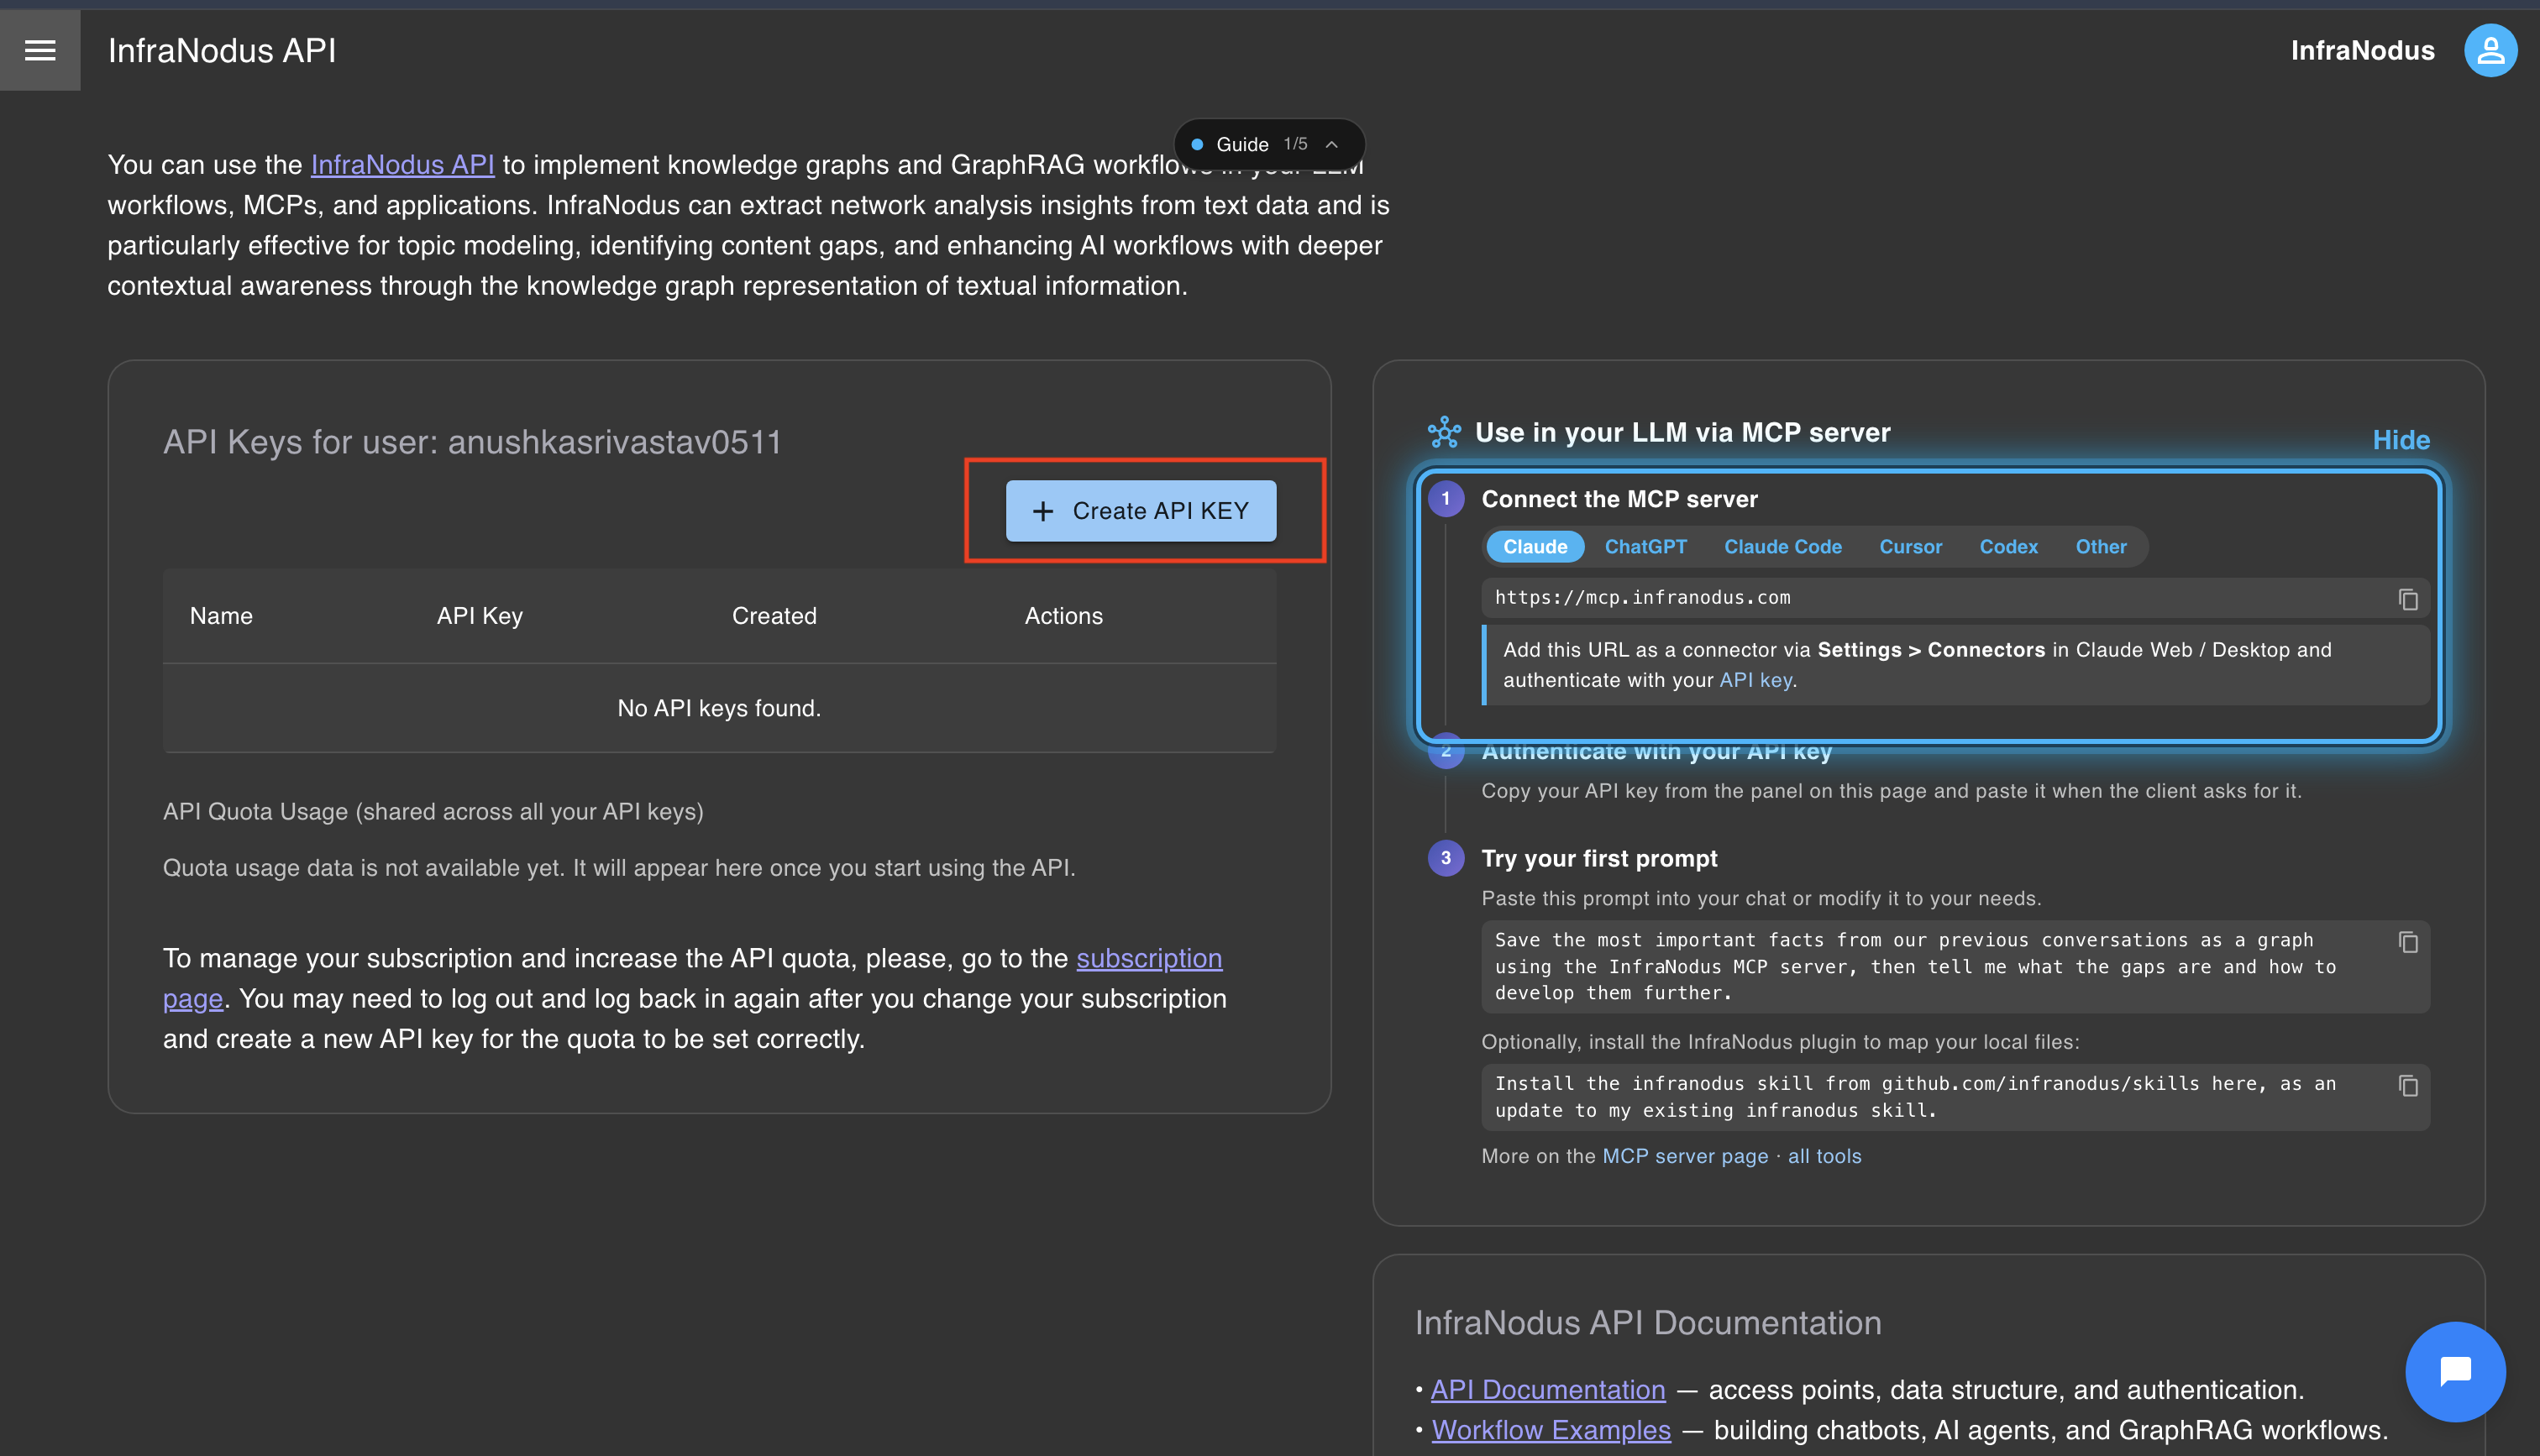 InfraNodus API
InfraNodus
Guide 1/5
You can use the InfraNodus API to implement knowledge graphs and GraphRAG workflows in your LLM
workflows, MCPs, and applications. InfraNodus can extract network analysis insights from text data and is
particularly effective for topic modeling, identifying content gaps, and enhancing AI workflows with deeper
contextual awareness through the knowledge graph representation of textual information.
API Keys for user: anushkasrivastav0511
+ Create API KEY
Name API Key Created Actions
No API keys found.
API Quota Usage (shared across all your API keys)
Quota usage data is not available yet. It will appear here once you start using the API.
To manage your subscription and increase the API quota, please, go to the subscription
page. You may need to log out and log back in again after you change your subscription
and create a new API key for the quota to be set correctly.
Use in your LLM via MCP server
Hide
1 Connect the MCP server
Claude ChatGPT Claude Code Cursor Codex Other
https://mcp.infranodus.com
Add this URL as a connector via Settings > Connectors in Claude Web / Desktop and
authenticate with your API key.
2 Authenticate with your API key
Copy your API key from the panel on this page and paste it when the client asks for it.
3 Try your first prompt
Paste this prompt into your chat or modify it to your needs.
Save the most important facts from our previous conversations as a graph
using the InfraNodus MCP server, then tell me what the gaps are and how to
develop them further.
Optionally, install the InfraNodus plugin to map your local files:
Install the infranodus skill from github.com/infranodus/skills here, as an
update to my existing infranodus skill.
More on the MCP server page · all tools
InfraNodus API Documentation
• API Documentation — access points, data structure, and authentication.
• Workflow Examples — building chatbots, AI agents, and GraphRAG workflows.